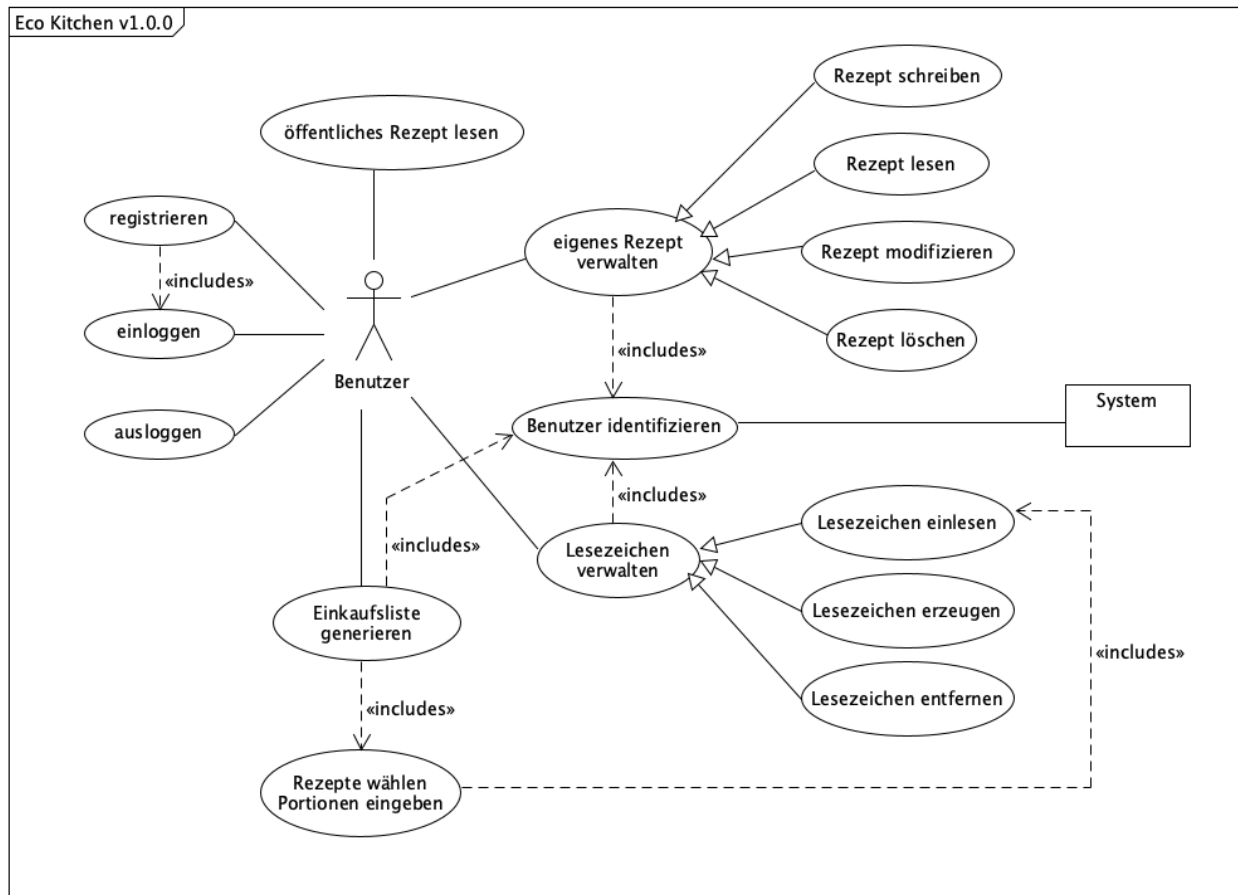 Eco Kitchen v1.0.0
Rezept schreiben
öffentliches Rezept lesen
Rezept lesen
registrieren
eigenes Rezept
verwalten
Rezept modifizieren
«includes»
einloggen
Rezept löschen
«includes»
Benutzer
System
ausloggen
Benutzer identifizieren
«includes»
Lesezeichen einlesen
«includes»
Lesezeichen
verwalten
Einkaufsliste
generieren
Lesezeichen erzeugen
«includes»
Lesezeichen entfernen
«includes»
Rezepte wählen
Portionen eingeben